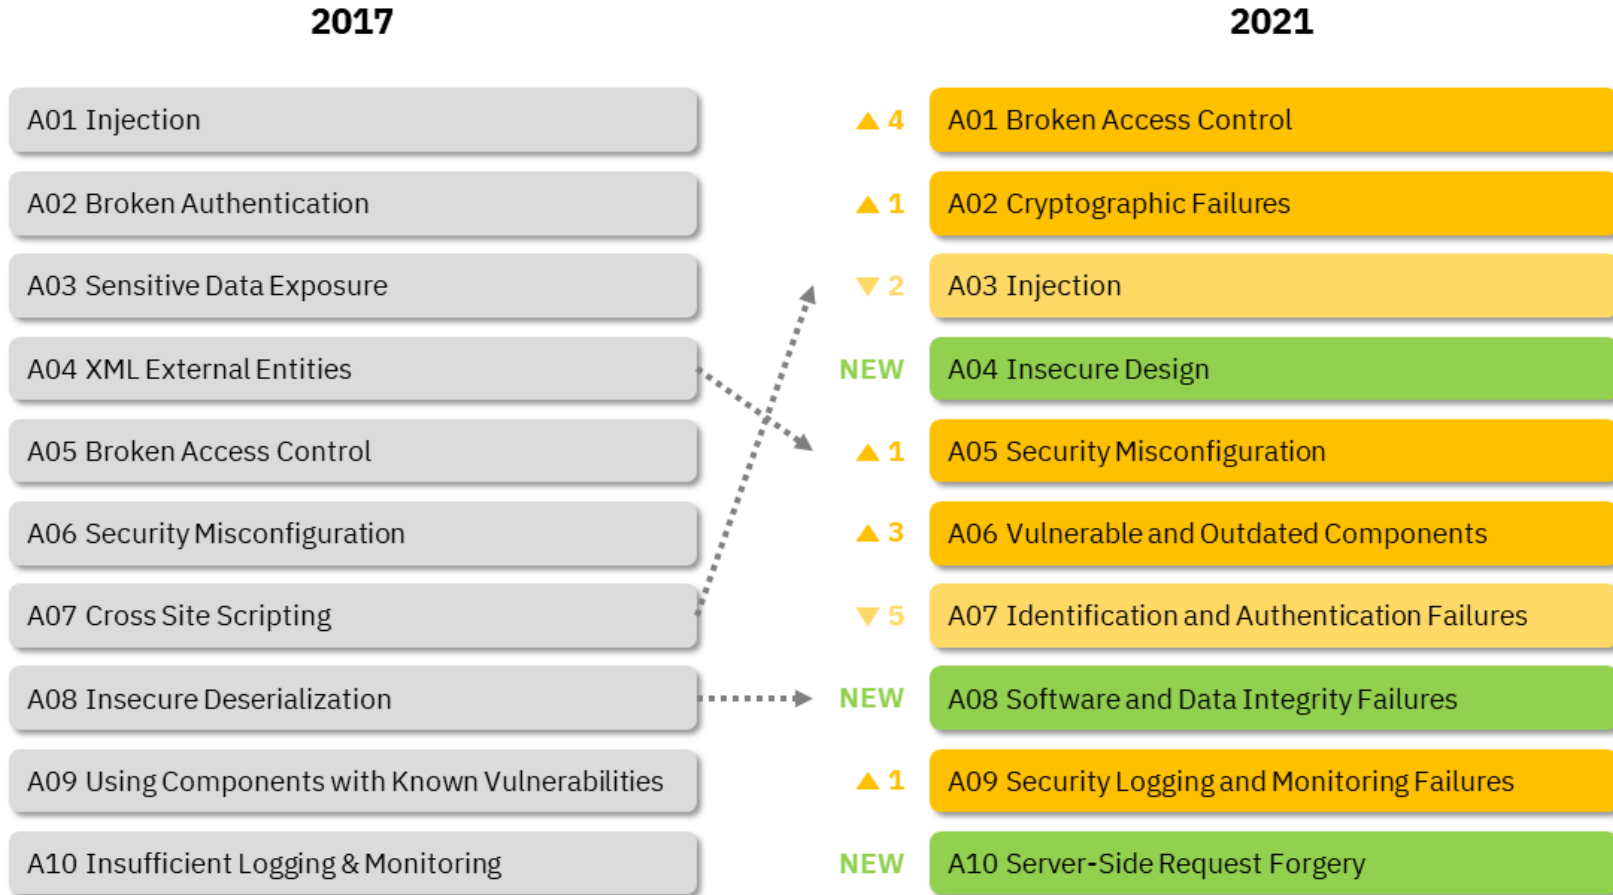 2017 2021
A01 Injection ▲ 4 A01 Broken Access Control
A02 Broken Authentication ▲ 1 A02 Cryptographic Failures
A03 Sensitive Data Exposure ▼ 2 A03 Injection
A04 XML External Entities NEW A04 Insecure Design
A05 Broken Access Control ▲ 1 A05 Security Misconfiguration
A06 Security Misconfiguration ▲ 3 A06 Vulnerable and Outdated Components
A07 Cross Site Scripting ▼ 5 A07 Identification and Authentication Failures
A08 Insecure Deserialization NEW A08 Software and Data Integrity Failures
A09 Using Components with Known Vulnerabilities ▲ 1 A09 Security Logging and Monitoring Failures
A10 Insufficient Logging & Monitoring NEW A10 Server-Side Request Forgery